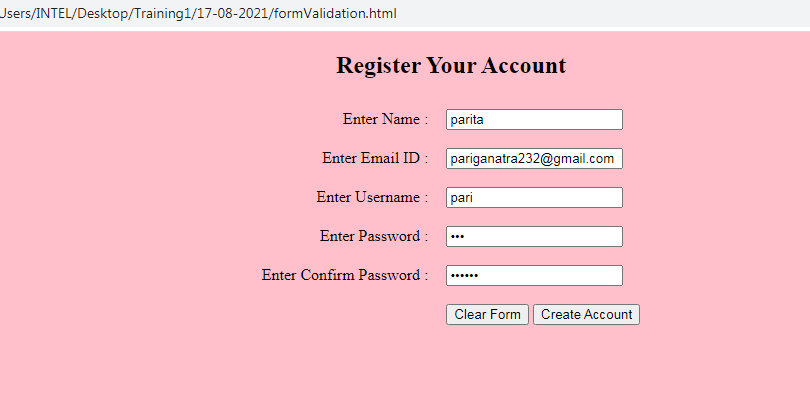 Users/INTEL/Desktop/Training1/17-08-2021/formValidation.html
Register Your Account
Enter Name : parita
Enter Email ID : pariganatra232@gmail.com
Enter Username : pari
Enter Password : •••
Enter Confirm Password : ••••••
Clear Form Create Account